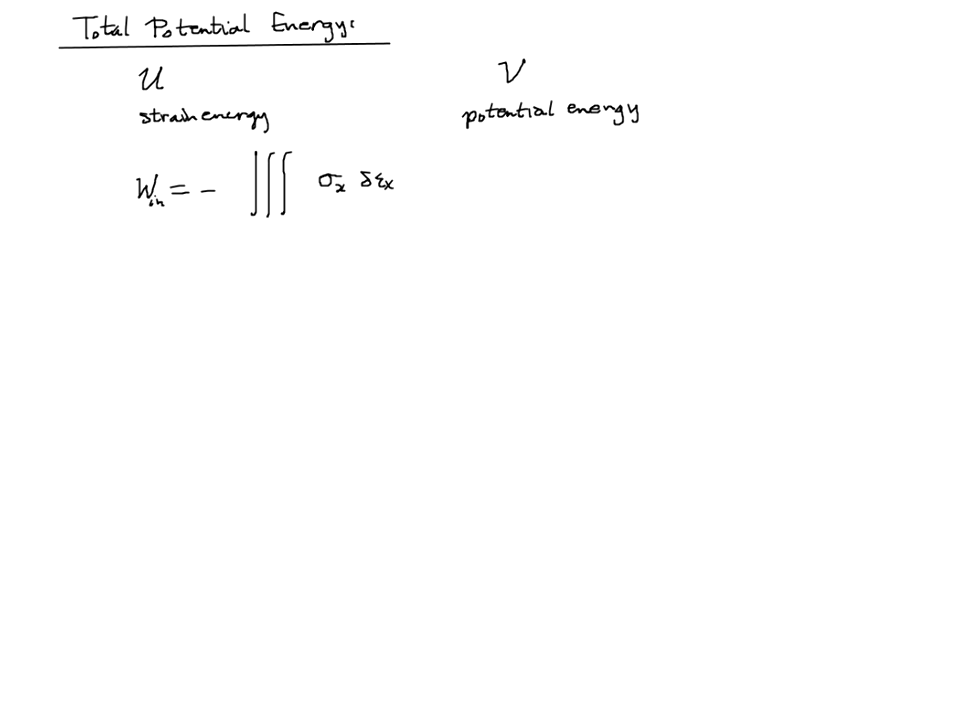 Total Potential Energy:
U V
strain energy potential energy
W_in = - ∭ σ_x δε_x